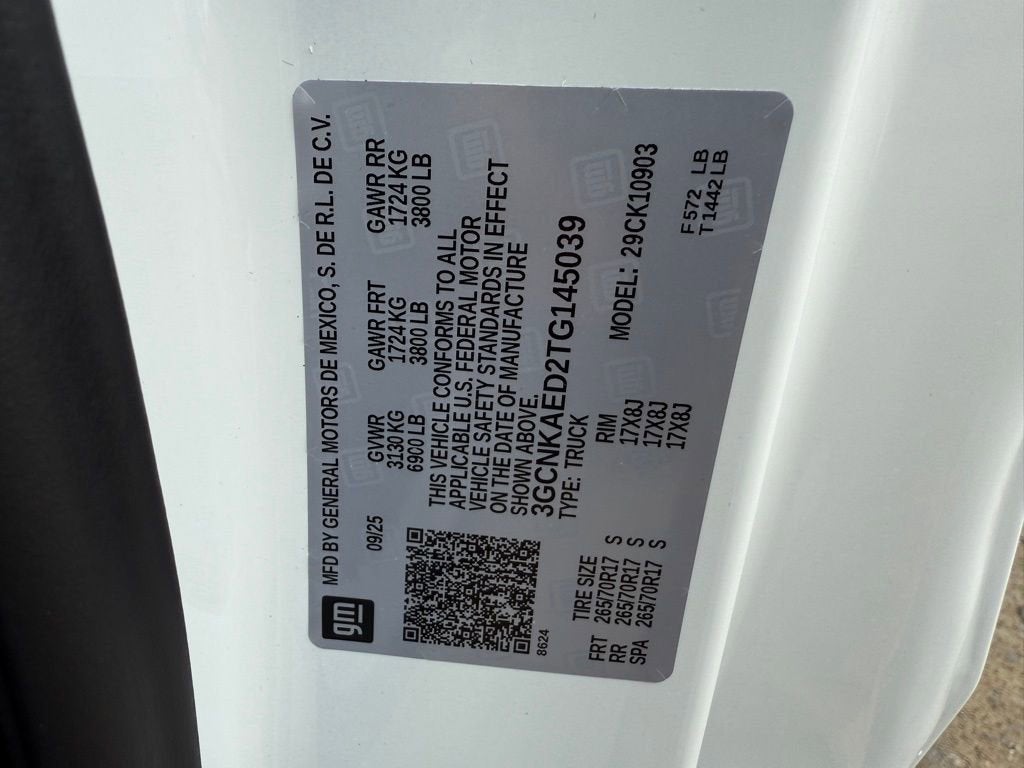 MFD BY GENERAL MOTORS DE MEXICO, S. DE R.L. DE C.V.
gm
09/25
GVWR GAWR FRT GAWR RR
3130 KG 1724 KG 1724 KG
6900 LB 3800 LB 3800 LB
THIS VEHICLE CONFORMS TO ALL
APPLICABLE U.S. FEDERAL MOTOR
VEHICLE SAFETY STANDARDS IN EFFECT
ON THE DATE OF MANUFACTURE
SHOWN ABOVE.
8624
3GCNKAED2TG145039
TYPE: TRUCK MODEL: 29CK10903
TIRE SIZE RIM
FRT 265/70R17 S 17X8J
RR 265/70R17 S 17X8J
SPA 265/70R17 S 17X8J
F 572 LB
T 1442 LB